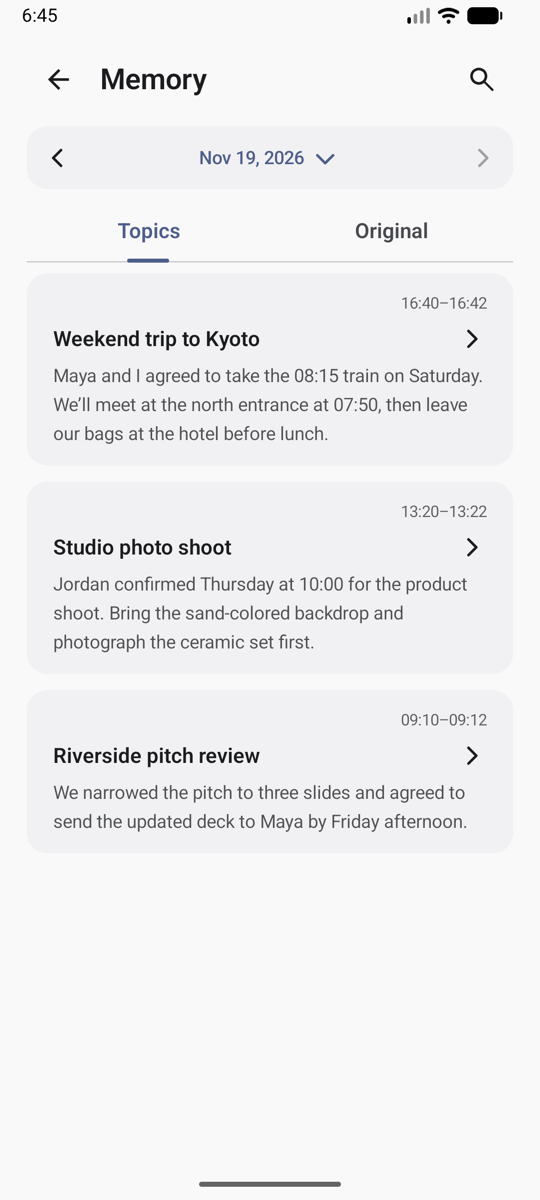 6:45
Memory
Nov 19, 2026
Topics
Original
16:40–16:42
Weekend trip to Kyoto
Maya and I agreed to take the 08:15 train on Saturday.
We’ll meet at the north entrance at 07:50, then leave
our bags at the hotel before lunch.
13:20–13:22
Studio photo shoot
Jordan confirmed Thursday at 10:00 for the product
shoot. Bring the sand-colored backdrop and
photograph the ceramic set first.
09:10–09:12
Riverside pitch review
We narrowed the pitch to three slides and agreed to
send the updated deck to Maya by Friday afternoon.